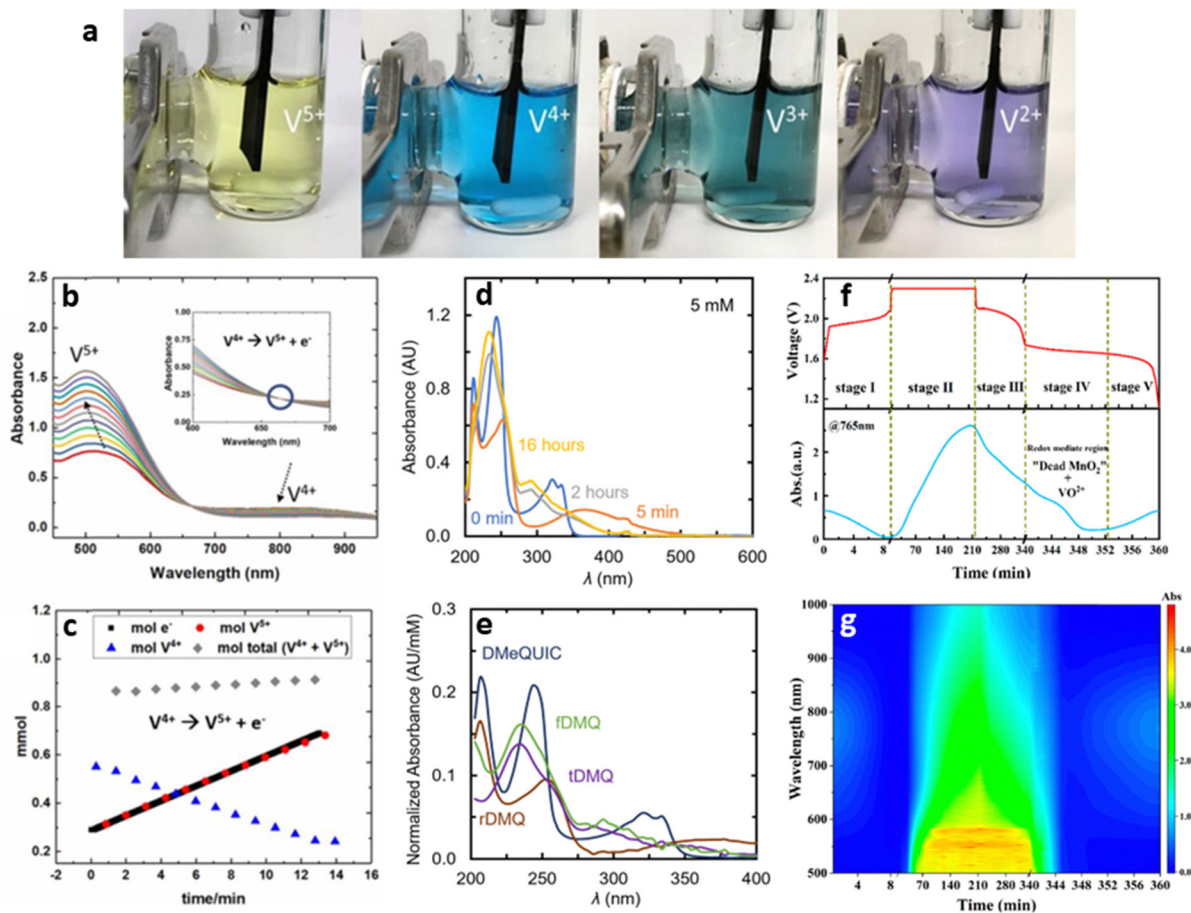 a
V5+
V4+
V3+
V2+
b
2.5
2.0
1.5
1.0
0.5
0.0
Absorbance
V5+
V4+
500 600 700 800 900
Wavelength (nm)
1.00
0.75
0.50
0.25
0.00
Absorbance
V4+ → V5+ + e-
600 650 700
Wavelength (nm)
c
1.2
1.0
0.8
0.6
0.4
0.2
mmol
mol e- mol V5+
mol V4+ mol total (V4+ + V5+)
V4+ → V5+ + e-
0 2 4 6 8 10 12 14 16
time/min
d
5 mM
1.2
0.8
0.4
0.0
Absorbance (AU)
16 hours
2 hours
0 min
5 min
200 300 400 500 600
λ (nm)
e
0.4
0.3
0.2
0.1
0.0
Normalized Absorbance (AU/mM)
DMeQUIC
fDMQ
tDMQ
rDMQ
200 250 300 350 400
λ (nm)
f
2.4
2.0
1.6
1.2
Voltage (V)
stage I stage II stage III stage IV stage V
@765nm
Redox mediate region
"Dead MnO2"
+
VO2+
2
1
0
Abs.(a.u.)
0 4 8 70 140 210 340 344 348 352 356 360
Time (min)
g
1000
900
800
700
600
500
Wavelength (nm)
4 8 70 140 210 340 344 348 352 356 360
Time (min)
Abs
4.0
3.0
2.0
1.0
0.0